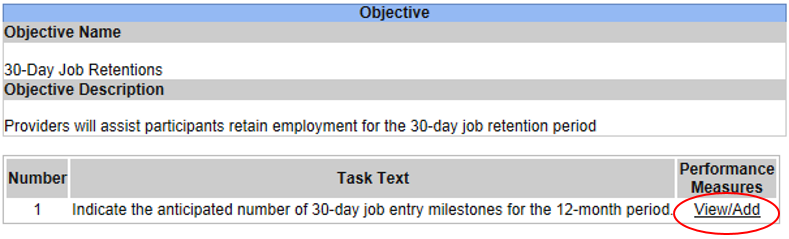 Objective
Objective Name
30-Day Job Retentions
Objective Description
Providers will assist participants retain employment for the 30-day job retention period
Number Task Text Performance Measures
1 Indicate the anticipated number of 30-day job entry milestones for the 12-month period. View/Add